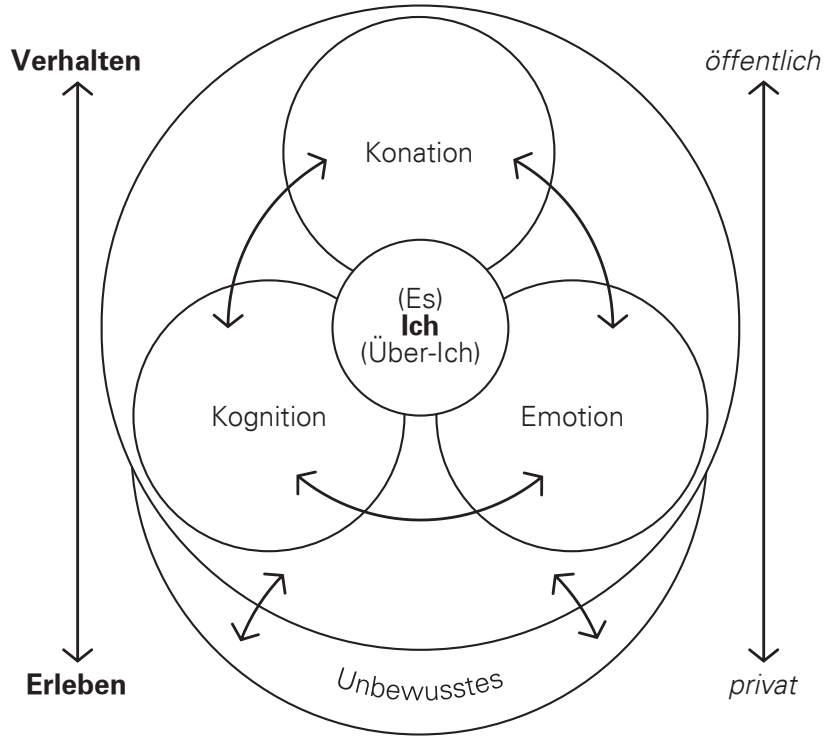 Verhalten
öffentlich
Konation
(Es)
Ich
(Über-Ich)
Kognition
Emotion
Erleben
Unbewusstes
privat